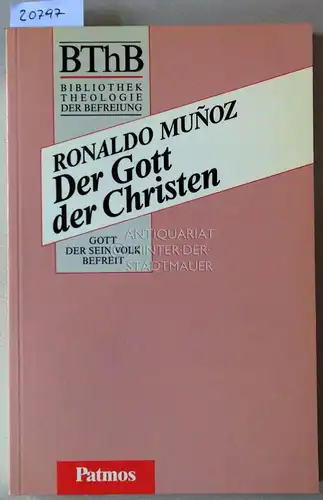 20797
BThB
BIBLIOTHEK
THEOLOGIE
DER BEFREIUNG
RONALDO MUÑOZ
Der Gott
der Christen
ANTIQUARIAT
HINTER·DER·
STADTMAUER
GOTT
DER SEIN VOLK
BEFREIT
Patmos